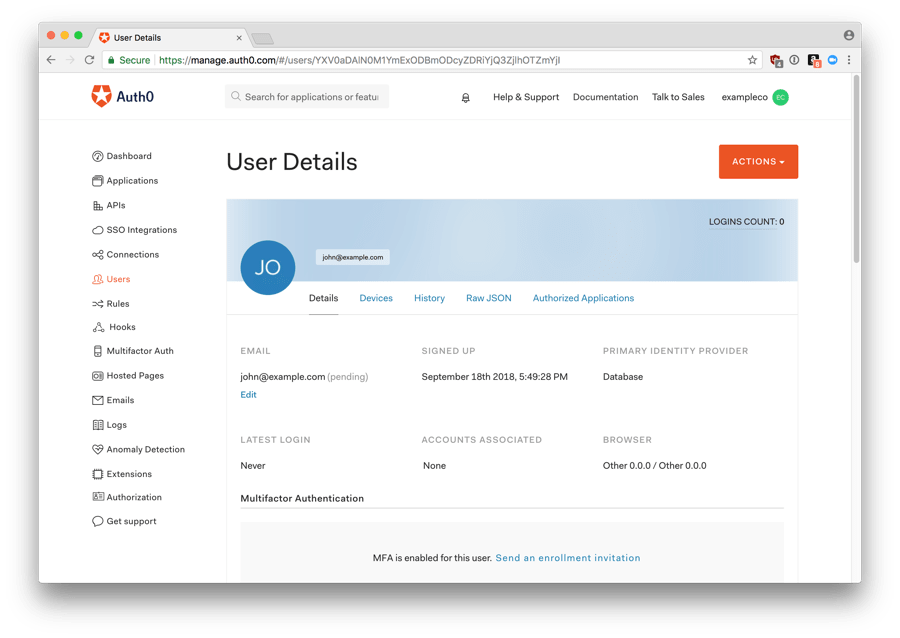 User Details
Secure https://manage.auth0.com/#/users/
4
8
Auth0
Search for applications or featu
Help & Support
Documentation
Talk to Sales
exampleco
EC
Dashboard
Applications
APIs
SSO Integrations
Connections
Users
Rules
Hooks
Multifactor Auth
Hosted Pages
Emails
Logs
Anomaly Detection
Extensions
Authorization
Get support
User Details
ACTIONS
LOGINS COUNT: 0
JO
john@example.com
Details Devices History Raw JSON Authorized Applications
EMAIL SIGNED UP PRIMARY IDENTITY PROVIDER
john@example.com (pending) September 18th 2018, 5:49:28 PM Database
Edit
LATEST LOGIN ACCOUNTS ASSOCIATED BROWSER
Never None Other 0.0.0 / Other 0.0.0
Multifactor Authentication
MFA is enabled for this user. Send an enrollment invitation